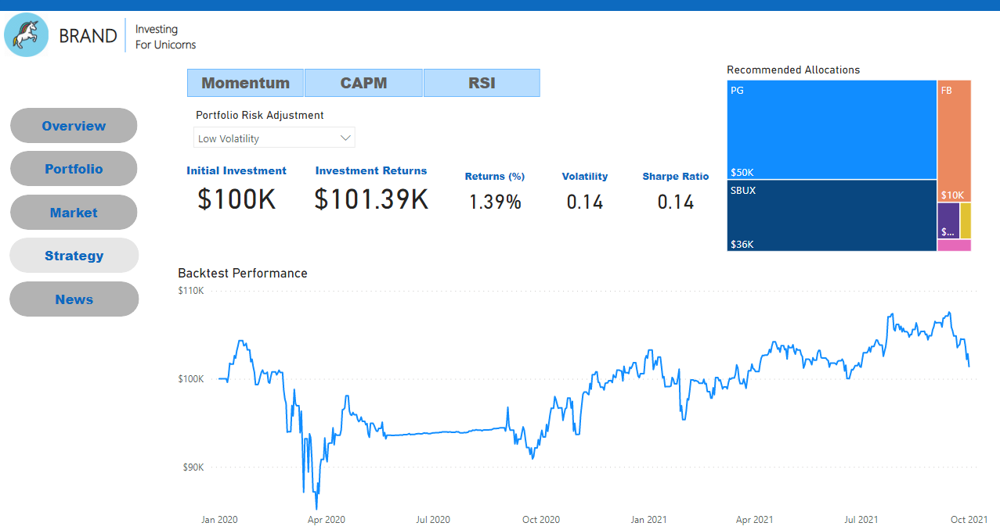 BRAND
Investing
For Unicorns
Overview
Portfolio
Market
Strategy
News
Momentum
CAPM
RSI
Portfolio Risk Adjustment
Low Volatility
Initial Investment
$100K
Investment Returns
$101.39K
Returns (%)
1.39%
Volatility
0.14
Sharpe Ratio
0.14
Recommended Allocations
PG
$50K
SBUX
$36K
FB
$10K
$...
Backtest Performance
$110K
$100K
$90K
Jan 2020
Apr 2020
Jul 2020
Oct 2020
Jan 2021
Apr 2021
Jul 2021
Oct 2021